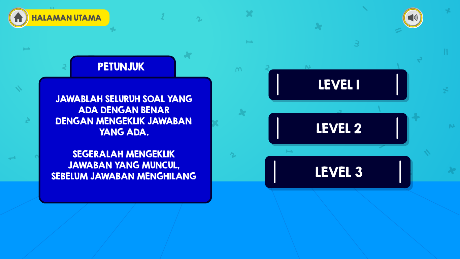 HALAMAN UTAMA
PETUNJUK
JAWABLAH SELURUH SOAL YANG
ADA DENGAN BENAR
DENGAN MENGEKLIK JAWABAN
YANG ADA.
SEGERALAH MENGEKLIK
JAWABAN YANG MUNCUL,
SEBELUM JAWABAN MENGHILANG
LEVEL 1
LEVEL 2
LEVEL 3